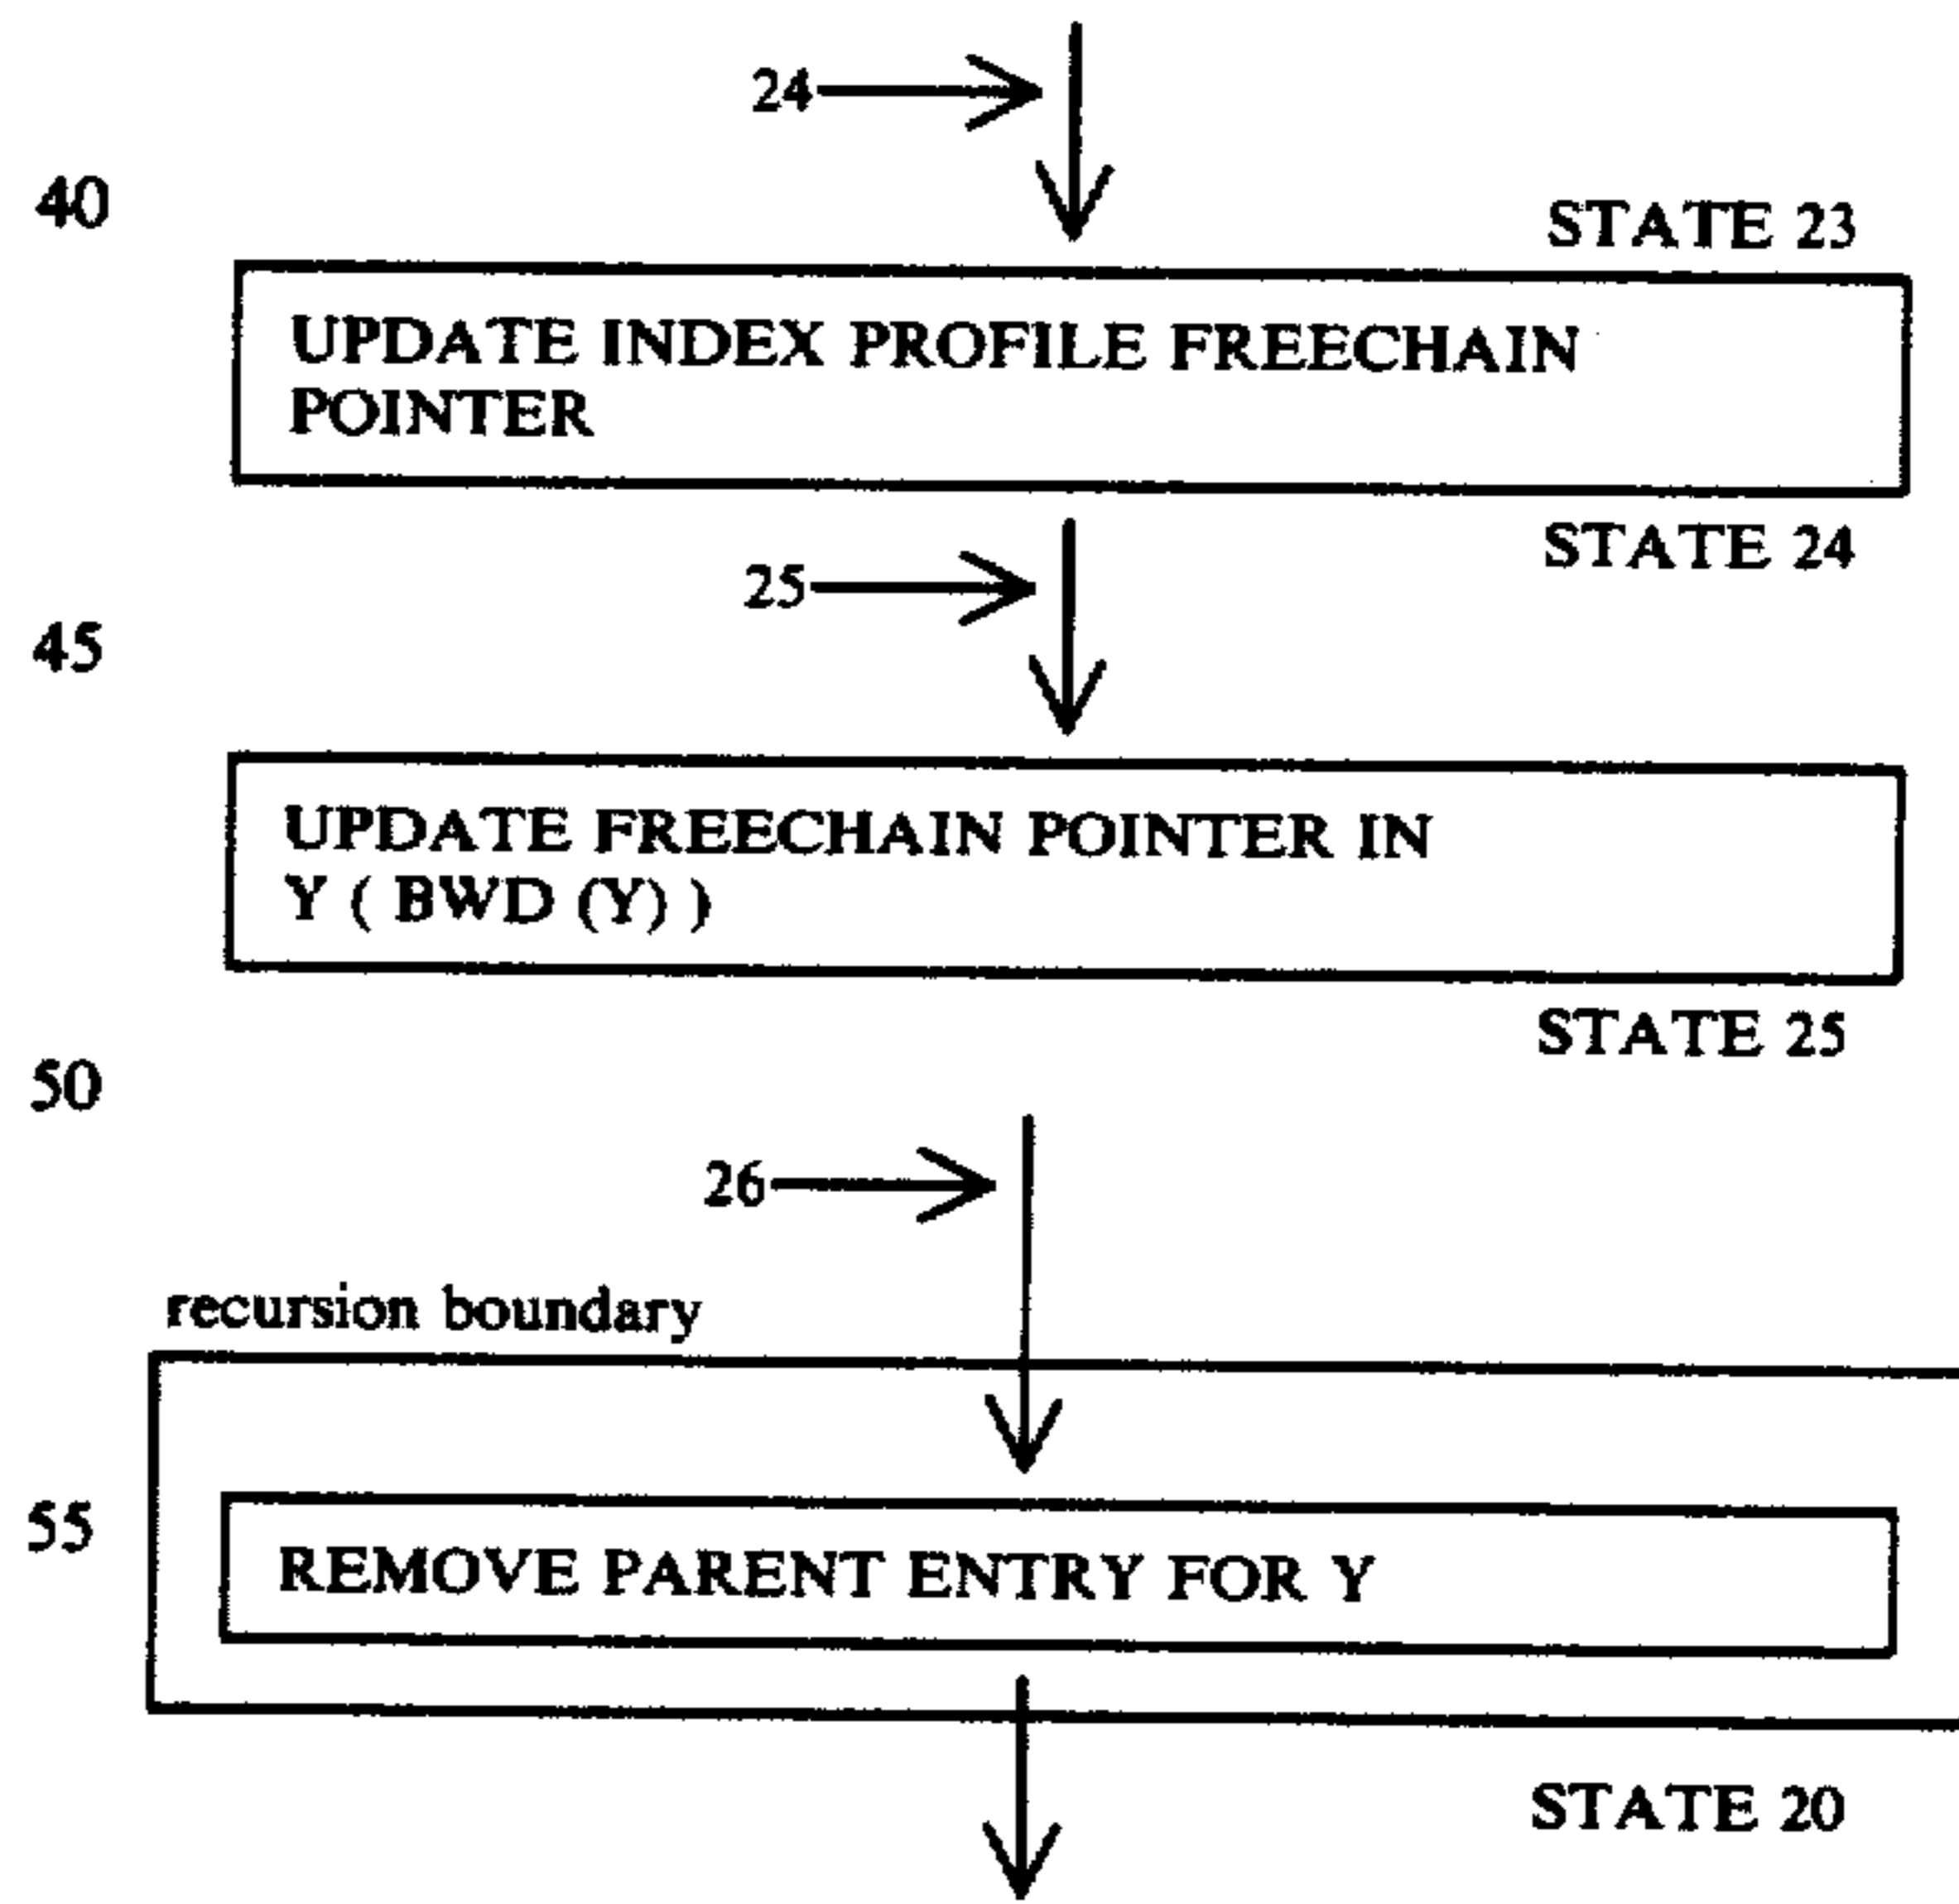 24
40
STATE 23
UPDATE INDEX PROFILE FREECHAIN
POINTER
STATE 24
25
45
UPDATE FREECHAIN POINTER IN
Y ( BWD (Y) )
STATE 25
50
26
recursion boundary
55
REMOVE PARENT ENTRY FOR Y
STATE 20